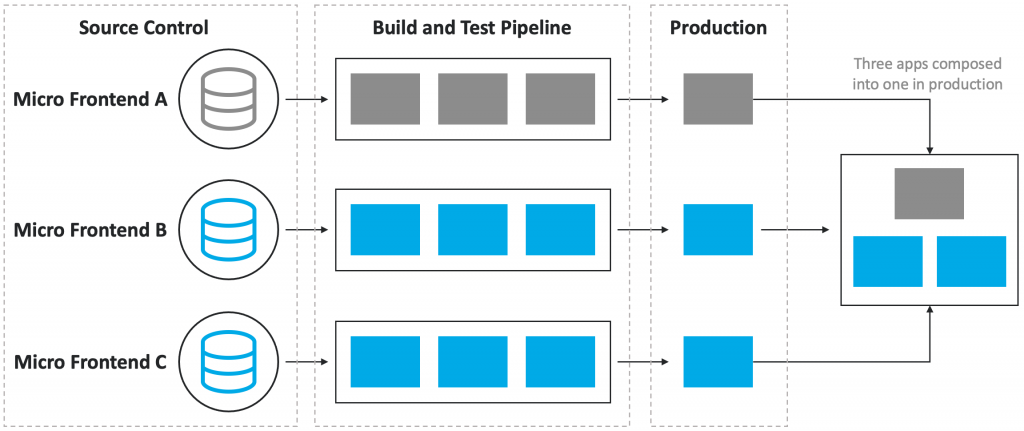 Source Control
Build and Test Pipeline
Production
Three apps composed
into one in production
Micro Frontend A
Micro Frontend B
Micro Frontend C